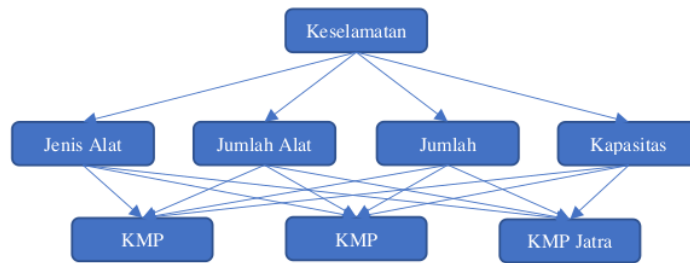 Keselamatan
Jenis Alat
Jumlah Alat
Jumlah
Kapasitas
KMP
KMP
KMP Jatra